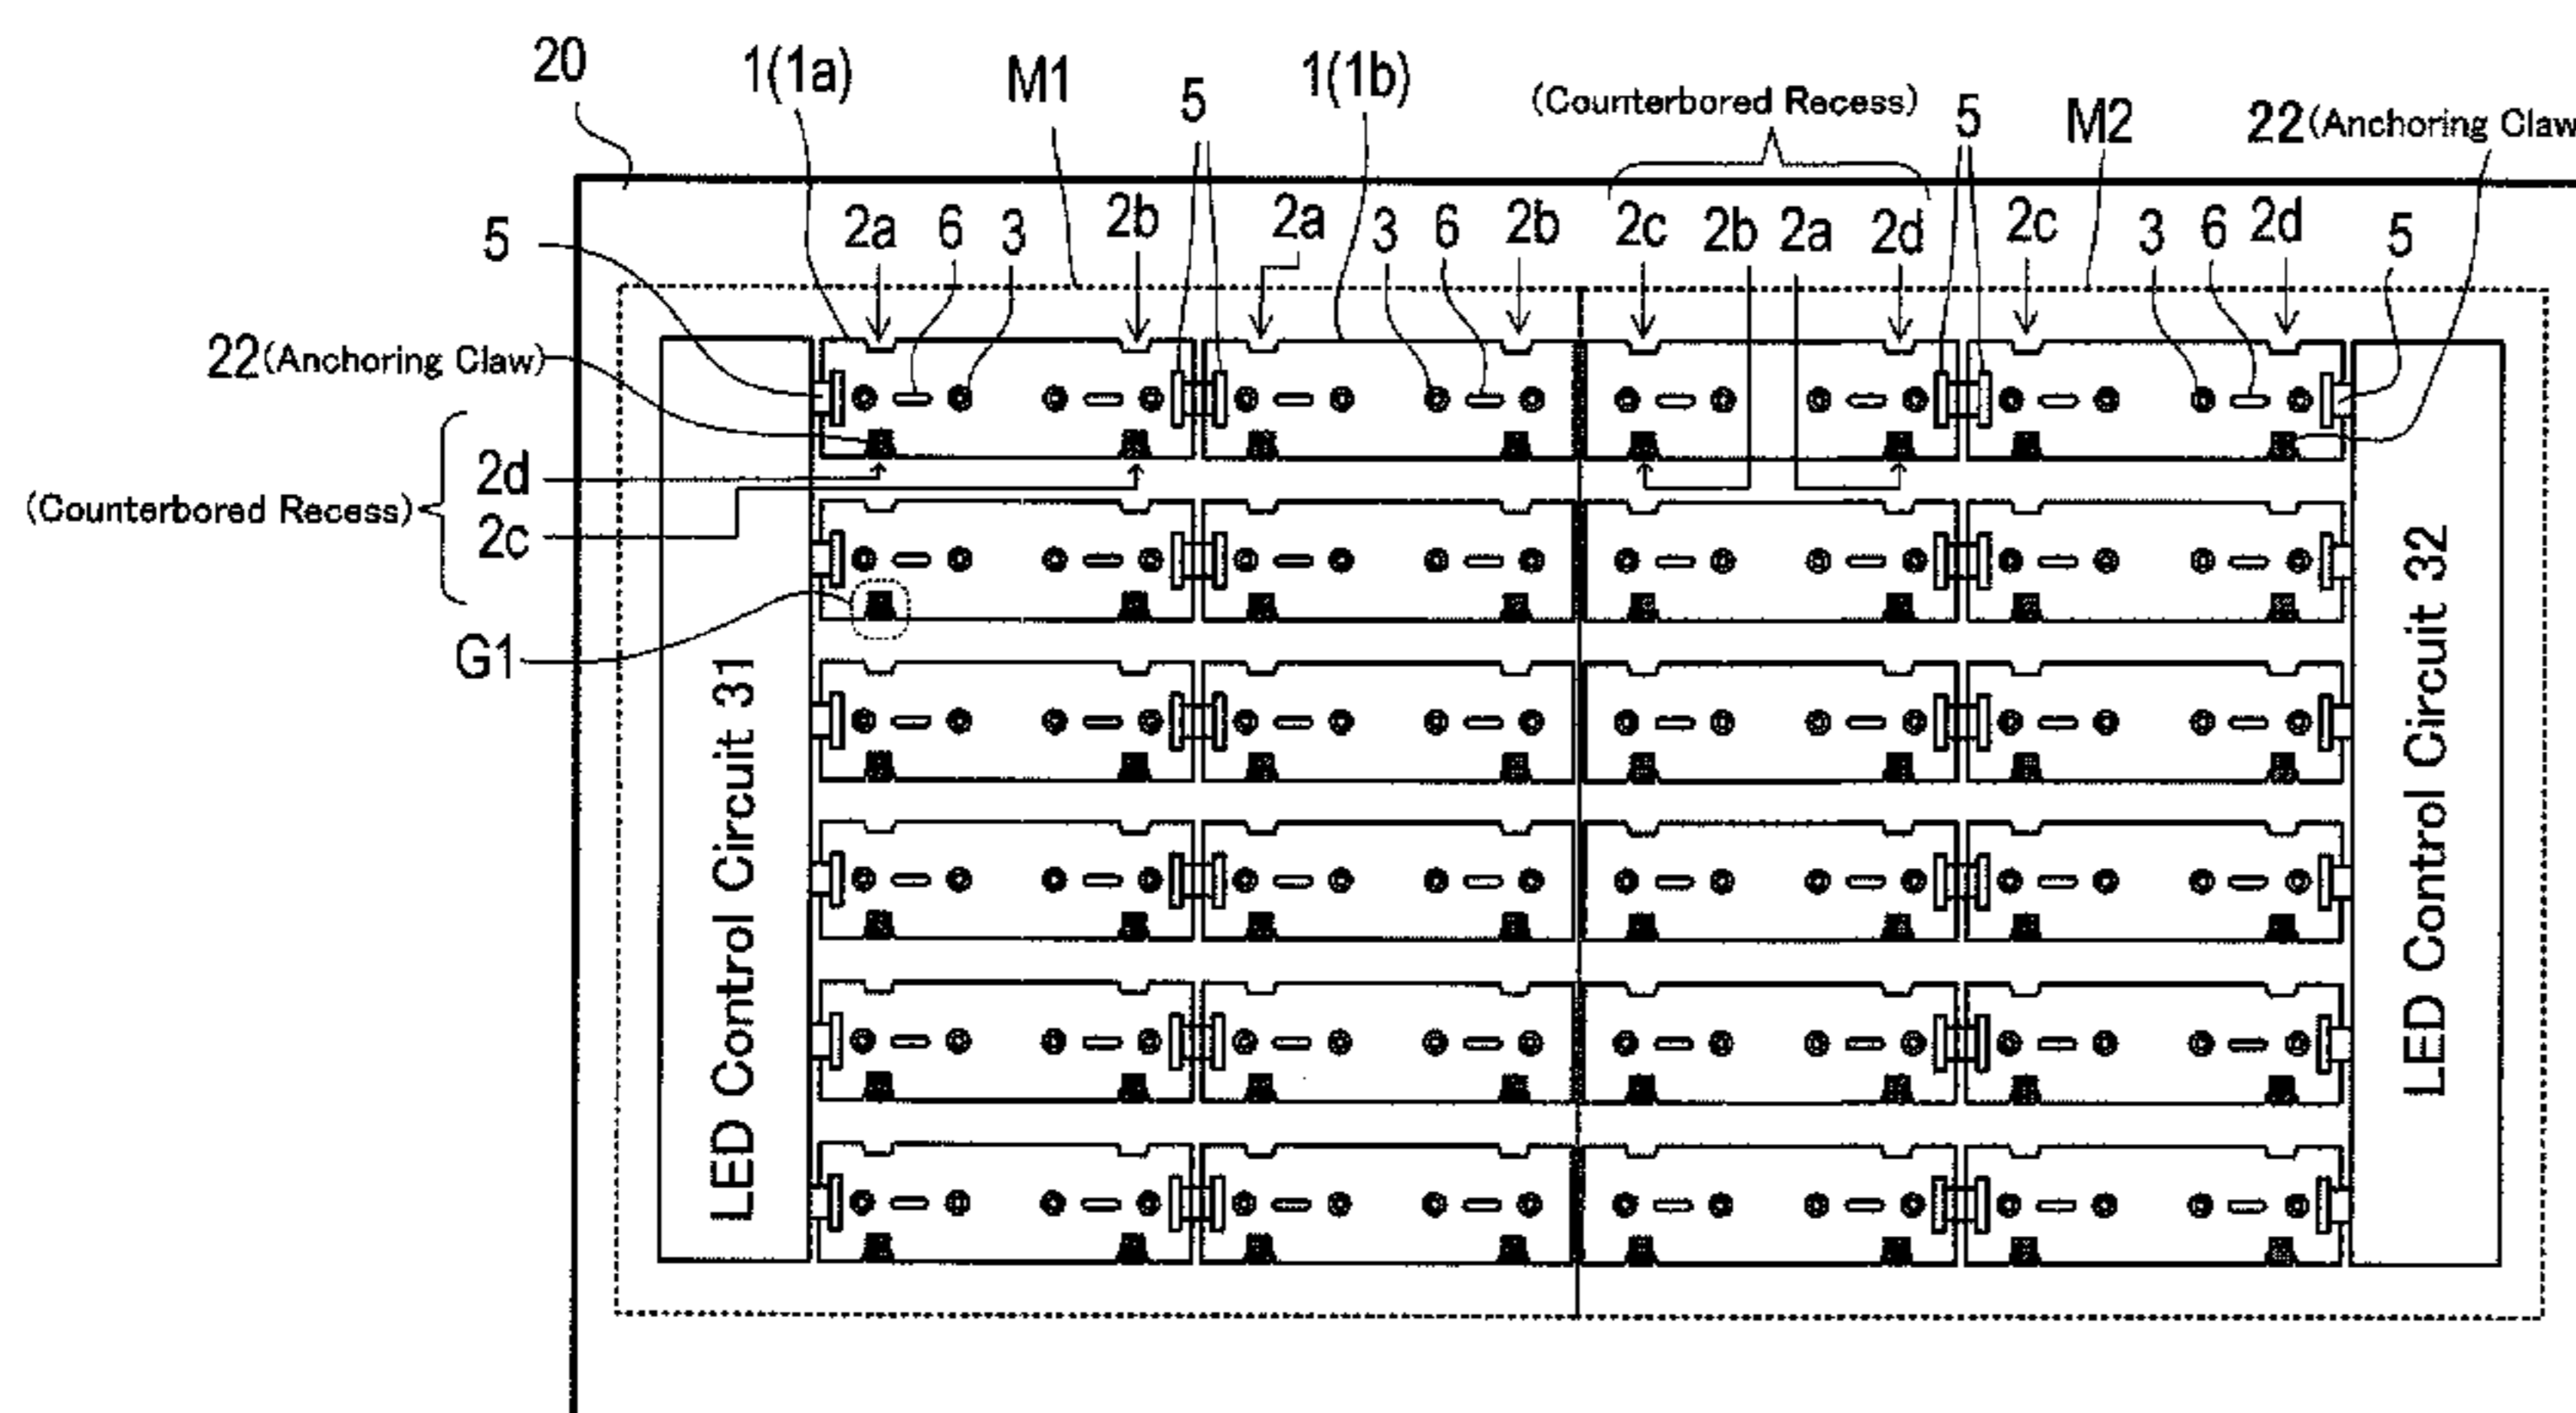 20
1(1a)
M1
5
1(1b)
(Counterbored Recess)
5
M2
22(Anchoring Claw
5
2a
6
3
2b
2a
3
6
2b
2c
2b
2a
2d
2c
3
6
2d
5
22(Anchoring Claw)
2d
(Counterbored Recess)
2c
G1
LED Control Circuit 31
LED Control Circuit 32